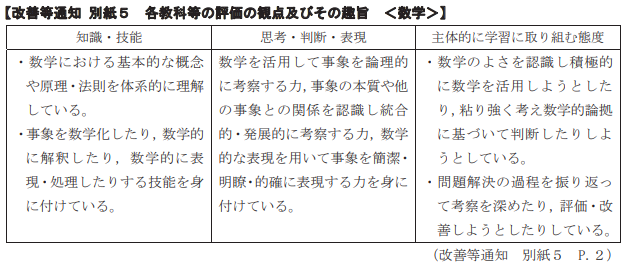 【改善等通知 別紙５　各教科等の評価の観点及びその趣旨　＜数学＞】
知識・技能
・数学における基本的な概念
や原理・法則を体系的に理解
している。
・事象を数学化したり，数学的
に解釈したり，数学的に表
現・処理したりする技能を身
に付けている。
思考・判断・表現
数学を活用して事象を論理的
に考察する力，事象の本質や他
の事象との関係を認識し統合
的・発展的に考察する力，数学
的な表現を用いて事象を簡潔・
明瞭・的確に表現する力を身に
付けている。
主体的に学習に取り組む態度
・数学のよさを認識し積極的
に数学を活用しようとした
り，粘り強く考え数学的論拠
に基づいて判断したりしよ
うとしている。
・問題解決の過程を振り返っ
て考察を深めたり，評価・改
善しようとしたりしている。
（改善等通知　別紙５　P.２）